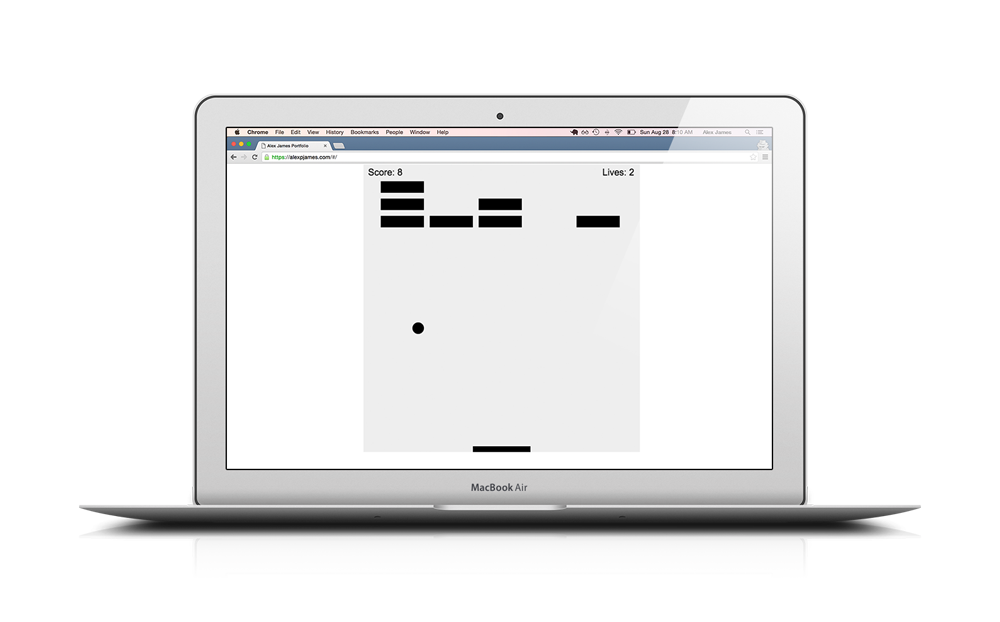 Chrome File Edit View History Bookmarks People Window Help Sun Aug 28 8:10 AM Alex James
Alex James Portfolio
https://alexpjames.com/#/
Score: 8 Lives: 2
MacBook Air